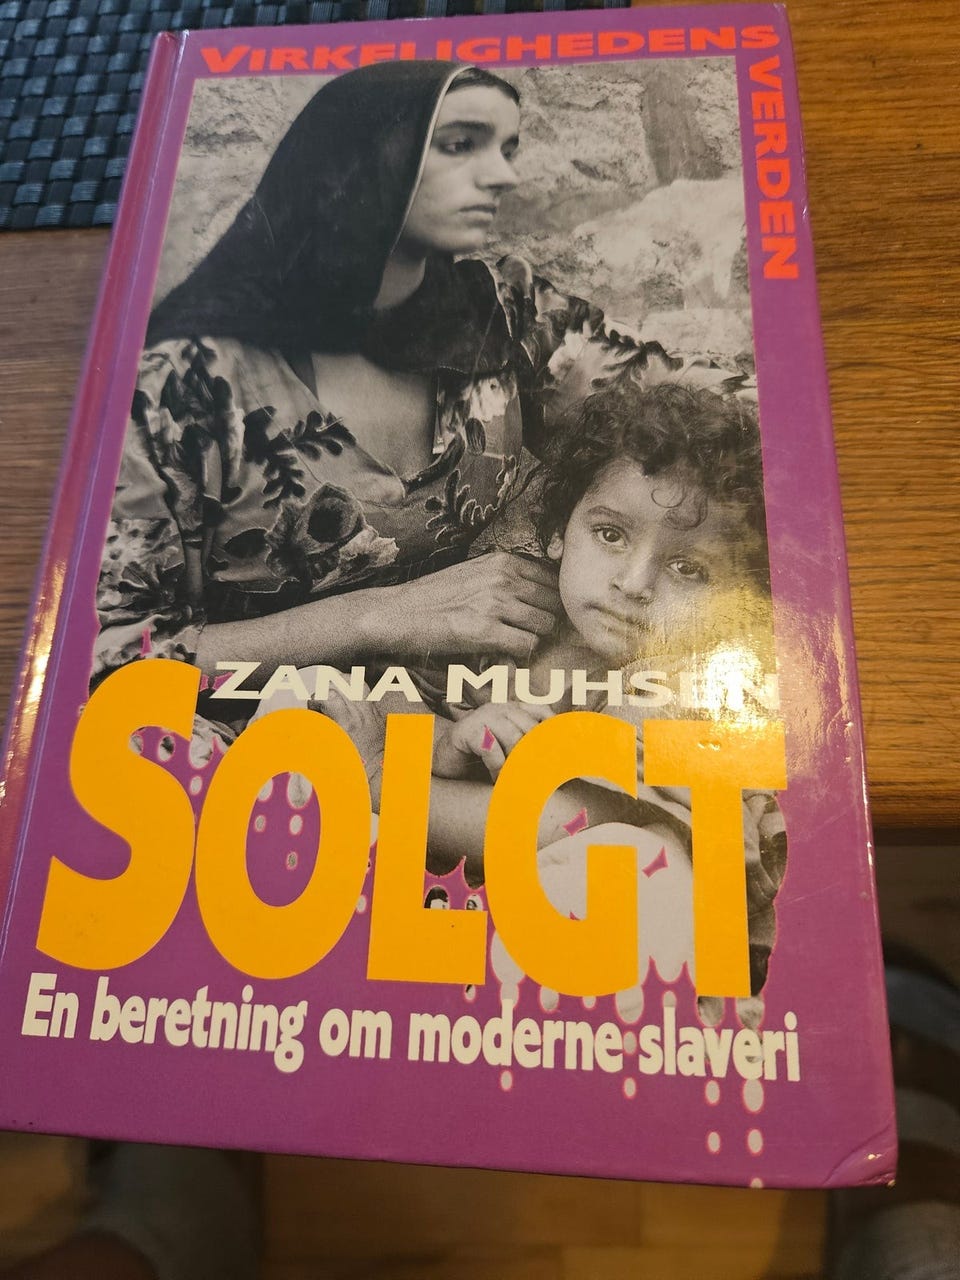 VIRKELIGHEDENS
VERDEN
ZANA MUHSEN
SOLGT
En beretning om moderne slaveri